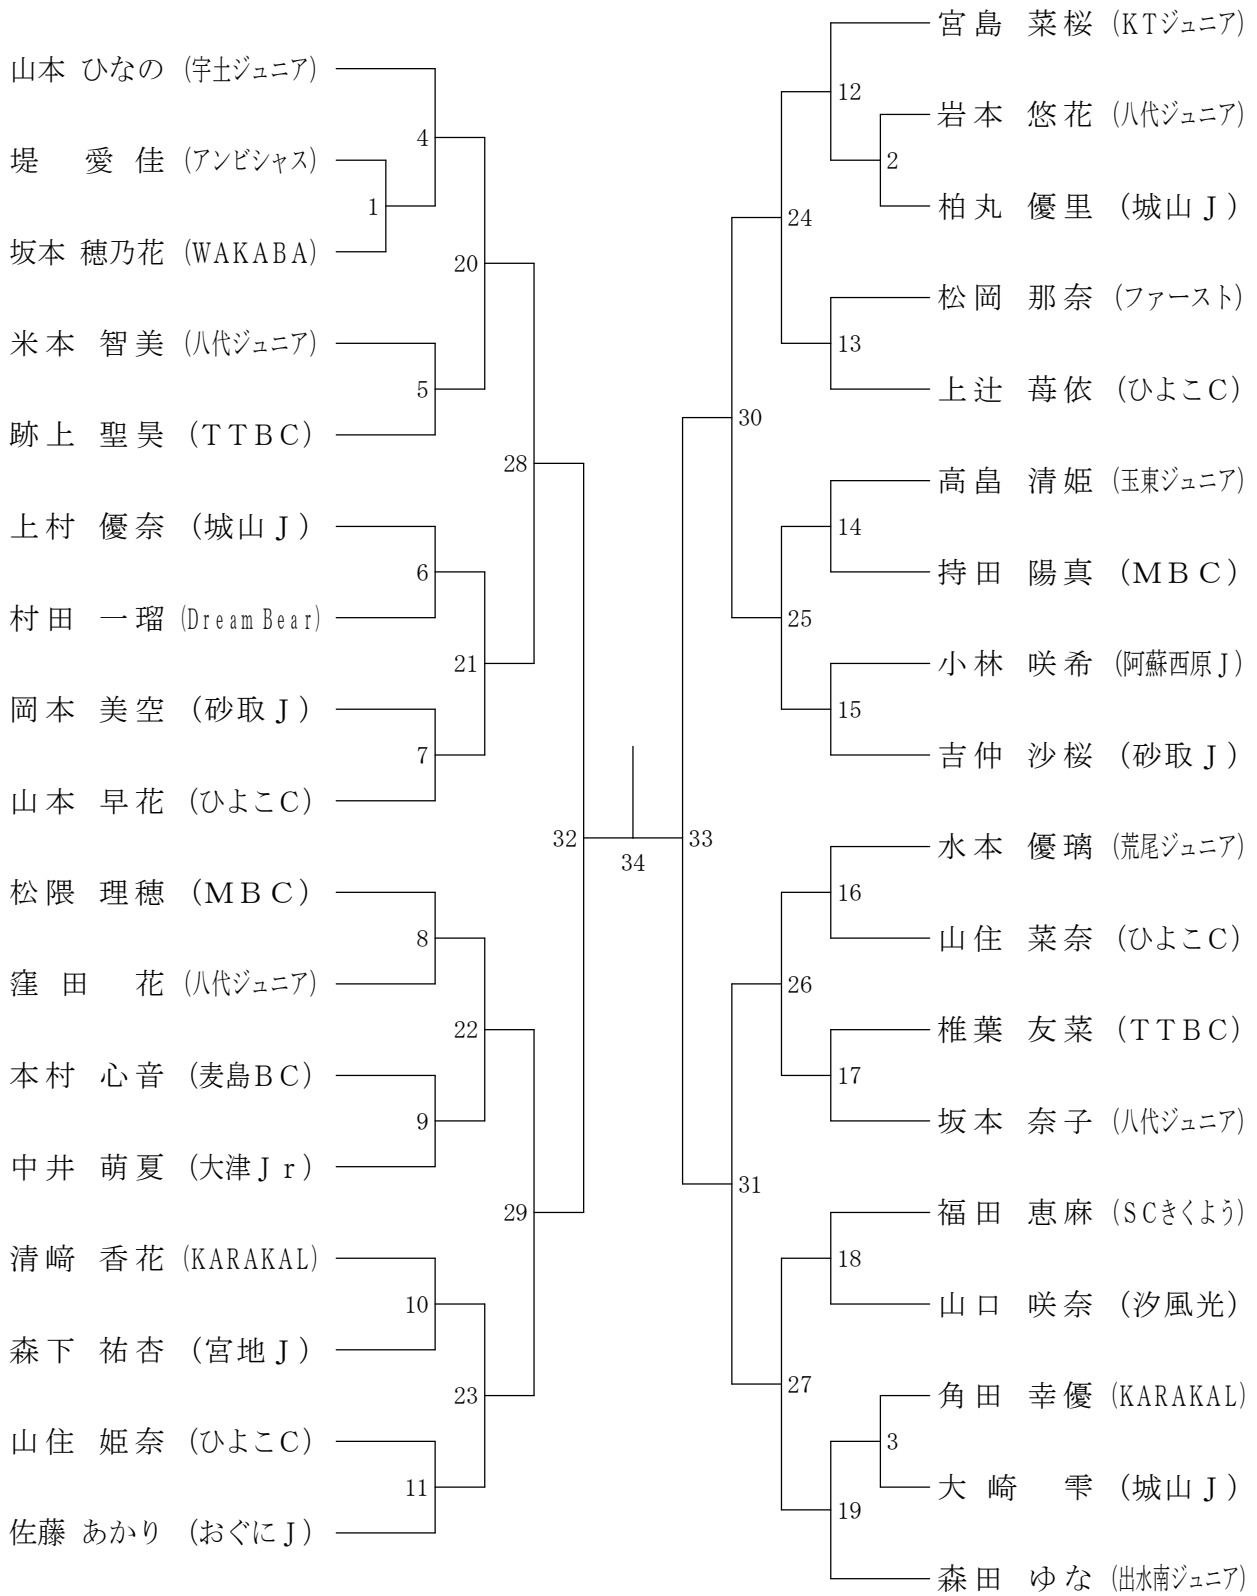 山本 ひなの (宇土ジュニア)
堤 愛佳 (アンビシャス)
坂本 穂乃花 (WAKABA)
米本 智美 (八代ジュニア)
跡上 聖昊 (TTBC)
上村 優奈 (城山J)
村田 一瑠 (Dream Bear)
岡本 美空 (砂取J)
山本 早花 (ひよこC)
松隈 理穂 (MBC)
窪田 花 (八代ジュニア)
本村 心音 (麦島BC)
中井 萌夏 (大津Jr)
清﨑 香花 (KARAKAL)
森下 祐杏 (宮地J)
山住 姫奈 (ひよこC)
佐藤 あかり (おぐにJ)
1
4
5
6
7
8
9
10
11
20
21
22
23
28
29
32
34
33
30
31
24
25
26
27
12
2
13
14
15
16
17
18
3
19
宮島 菜桜 (KTジュニア)
岩本 悠花 (八代ジュニア)
柏丸 優里 (城山J)
松岡 那奈 (ファースト)
上辻 苺依 (ひよこC)
高畠 清姫 (玉東ジュニア)
持田 陽真 (MBC)
小林 咲希 (阿蘇西原J)
吉仲 沙桜 (砂取J)
水本 優璃 (荒尾ジュニア)
山住 菜奈 (ひよこC)
椎葉 友菜 (TTBC)
坂本 奈子 (八代ジュニア)
福田 恵麻 (SCきくよう)
山口 咲奈 (汐風光)
角田 幸優 (KARAKAL)
大崎 雫 (城山J)
森田 ゆな (出水南ジュニア)